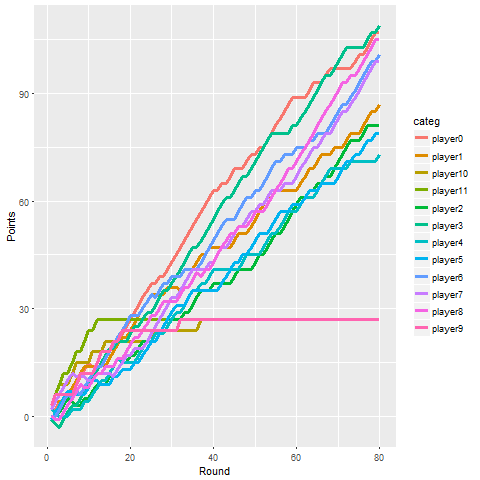 Points
90
60
30
0
0
20
40
60
80
Round
categ
player0
player1
player10
player11
player2
player3
player4
player5
player6
player7
player8
player9